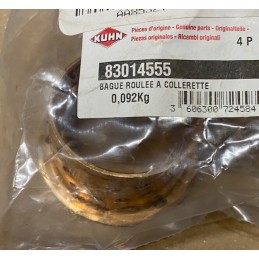 KUHN
Pièces d'origine - Genuine parts - Originalteile -
Piezas originales - Ricambi originali
4 P
83014555
BAGUE ROULEE A COLLERETTE
0,092Kg
3 606300 724584